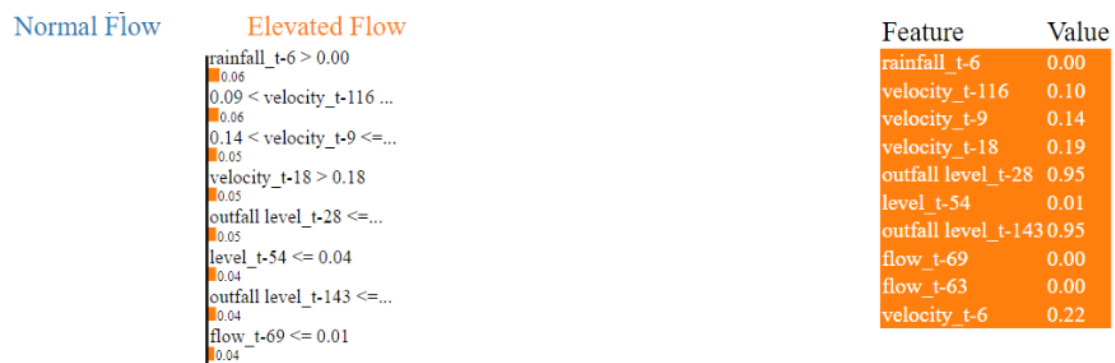 Normal Flow Elevated Flow
rainfall_t-6 > 0.00
0.06
0.09 < velocity_t-116 ...
0.06
0.14 < velocity_t-9 <=...
0.05
velocity_t-18 > 0.18
0.05
outfall level_t-28 <=...
0.05
level_t-54 <= 0.04
0.04
outfall level_t-143 <=...
0.04
flow_t-69 <= 0.01
0.04
Feature Value
rainfall_t-6 0.00
velocity_t-116 0.10
velocity_t-9 0.14
velocity_t-18 0.19
outfall level_t-28 0.95
level_t-54 0.01
outfall level_t-143 0.95
flow_t-69 0.00
flow_t-63 0.00
velocity_t-6 0.22